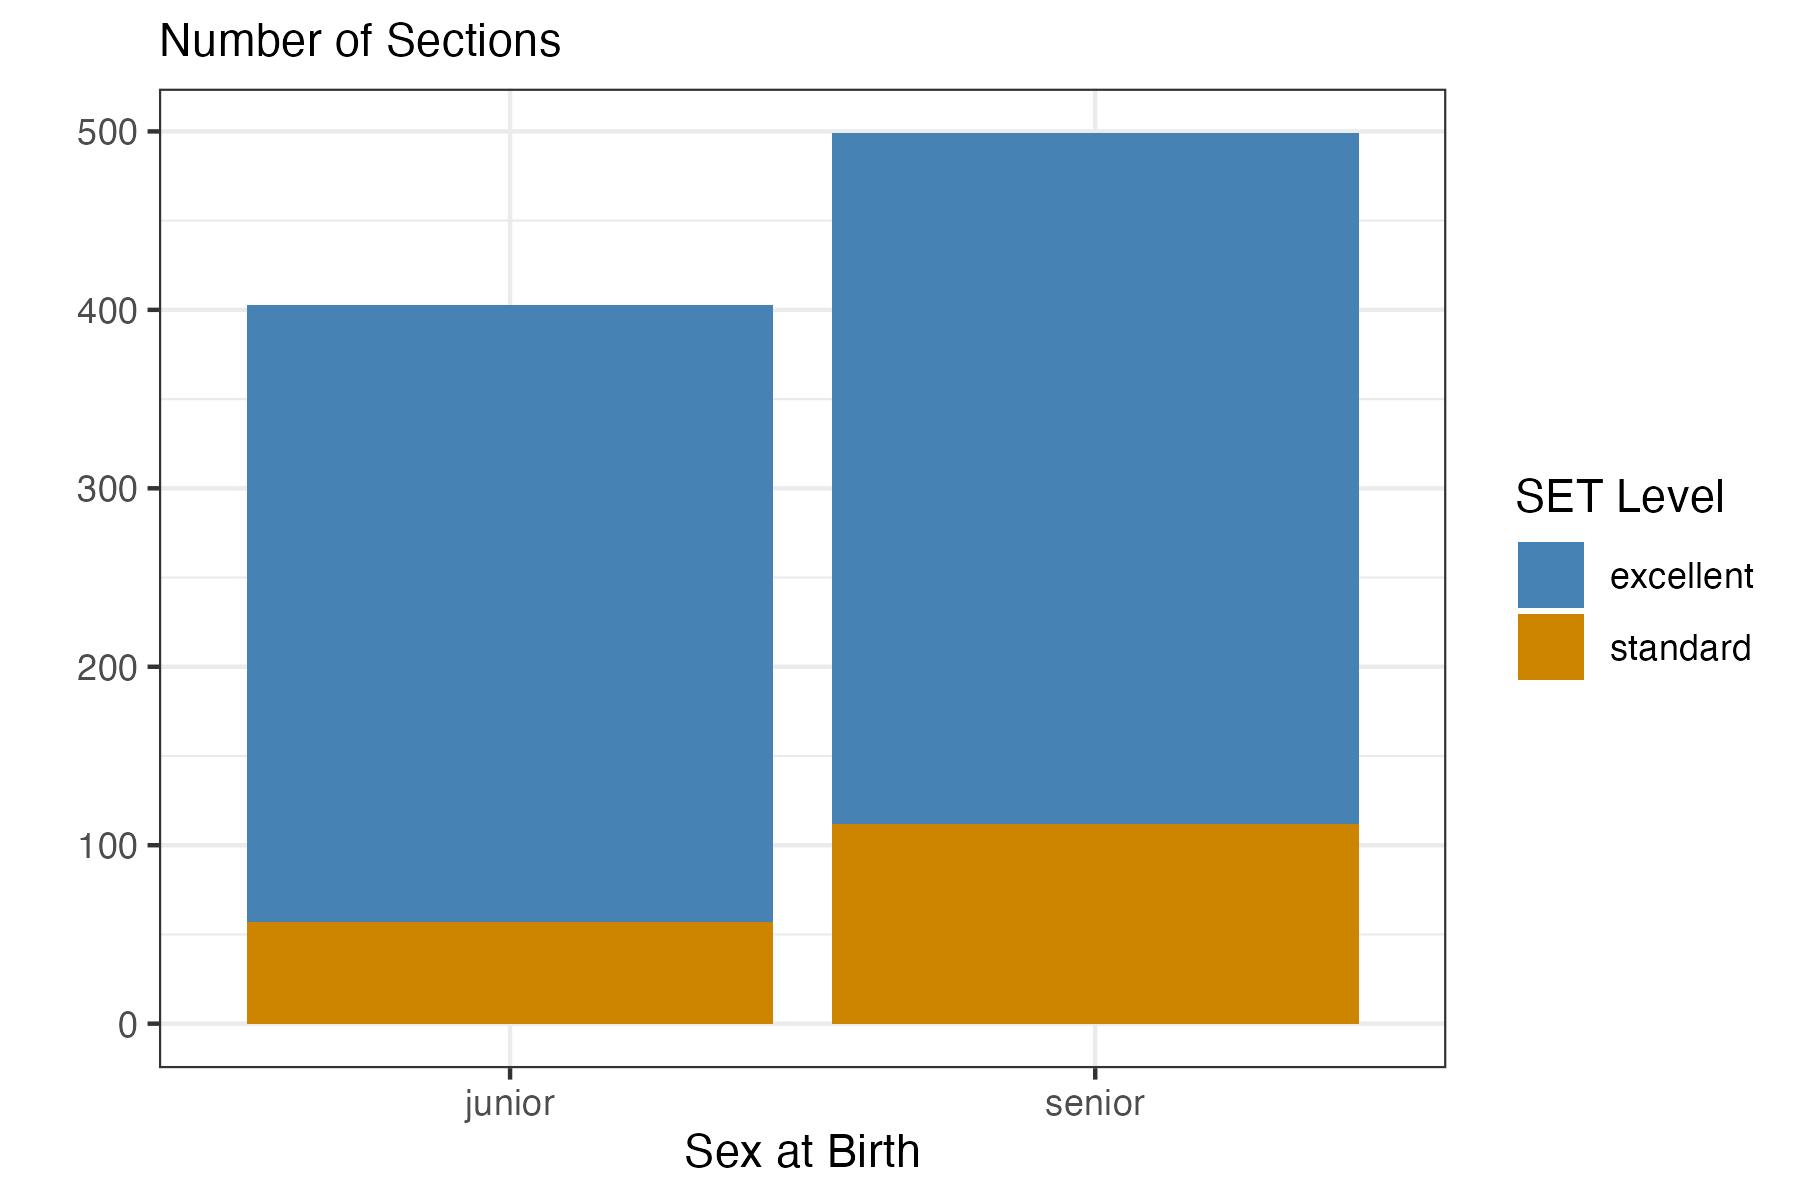 Number of Sections
500
400
300
200
100
0
junior
senior
Sex at Birth
SET Level
excellent
standard